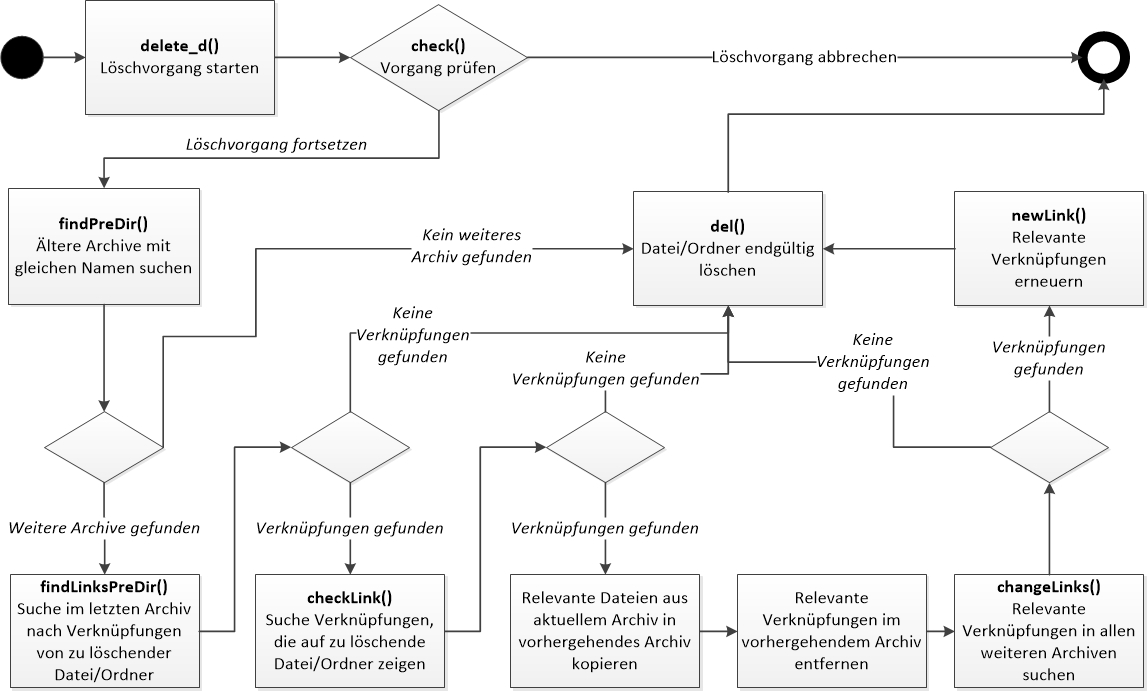 delete_d()
Löschvorgang starten
check()
Vorgang prüfen
Löschvorgang abbrechen
Löschvorgang fortsetzen
findPreDir()
Ältere Archive mit
gleichen Namen suchen
Kein weiteres
Archiv gefunden
del()
Datei/Ordner endgültig
löschen
newLink()
Relevante
Verknüpfungen
erneuern
Keine
Verknüpfungen
gefunden
Keine
Verknüpfungen gefunden
Keine
Verknüpfungen
gefunden
Verknüpfungen
gefunden
Weitere Archive gefunden
Verknüpfungen gefunden
Verknüpfungen gefunden
findLinksPreDir()
Suche im letzten Archiv
nach Verknüpfungen
von zu löschender
Datei/Ordner
checkLink()
Suche Verknüpfungen,
die auf zu löschende
Datei/Ordner zeigen
Relevante Dateien aus
aktuellem Archiv in
vorhergehendes Archiv
kopieren
Relevante
Verknüpfungen im
vorhergehendem Archiv
entfernen
changeLinks()
Relevante
Verknüpfungen in allen
weiteren Archiven
suchen